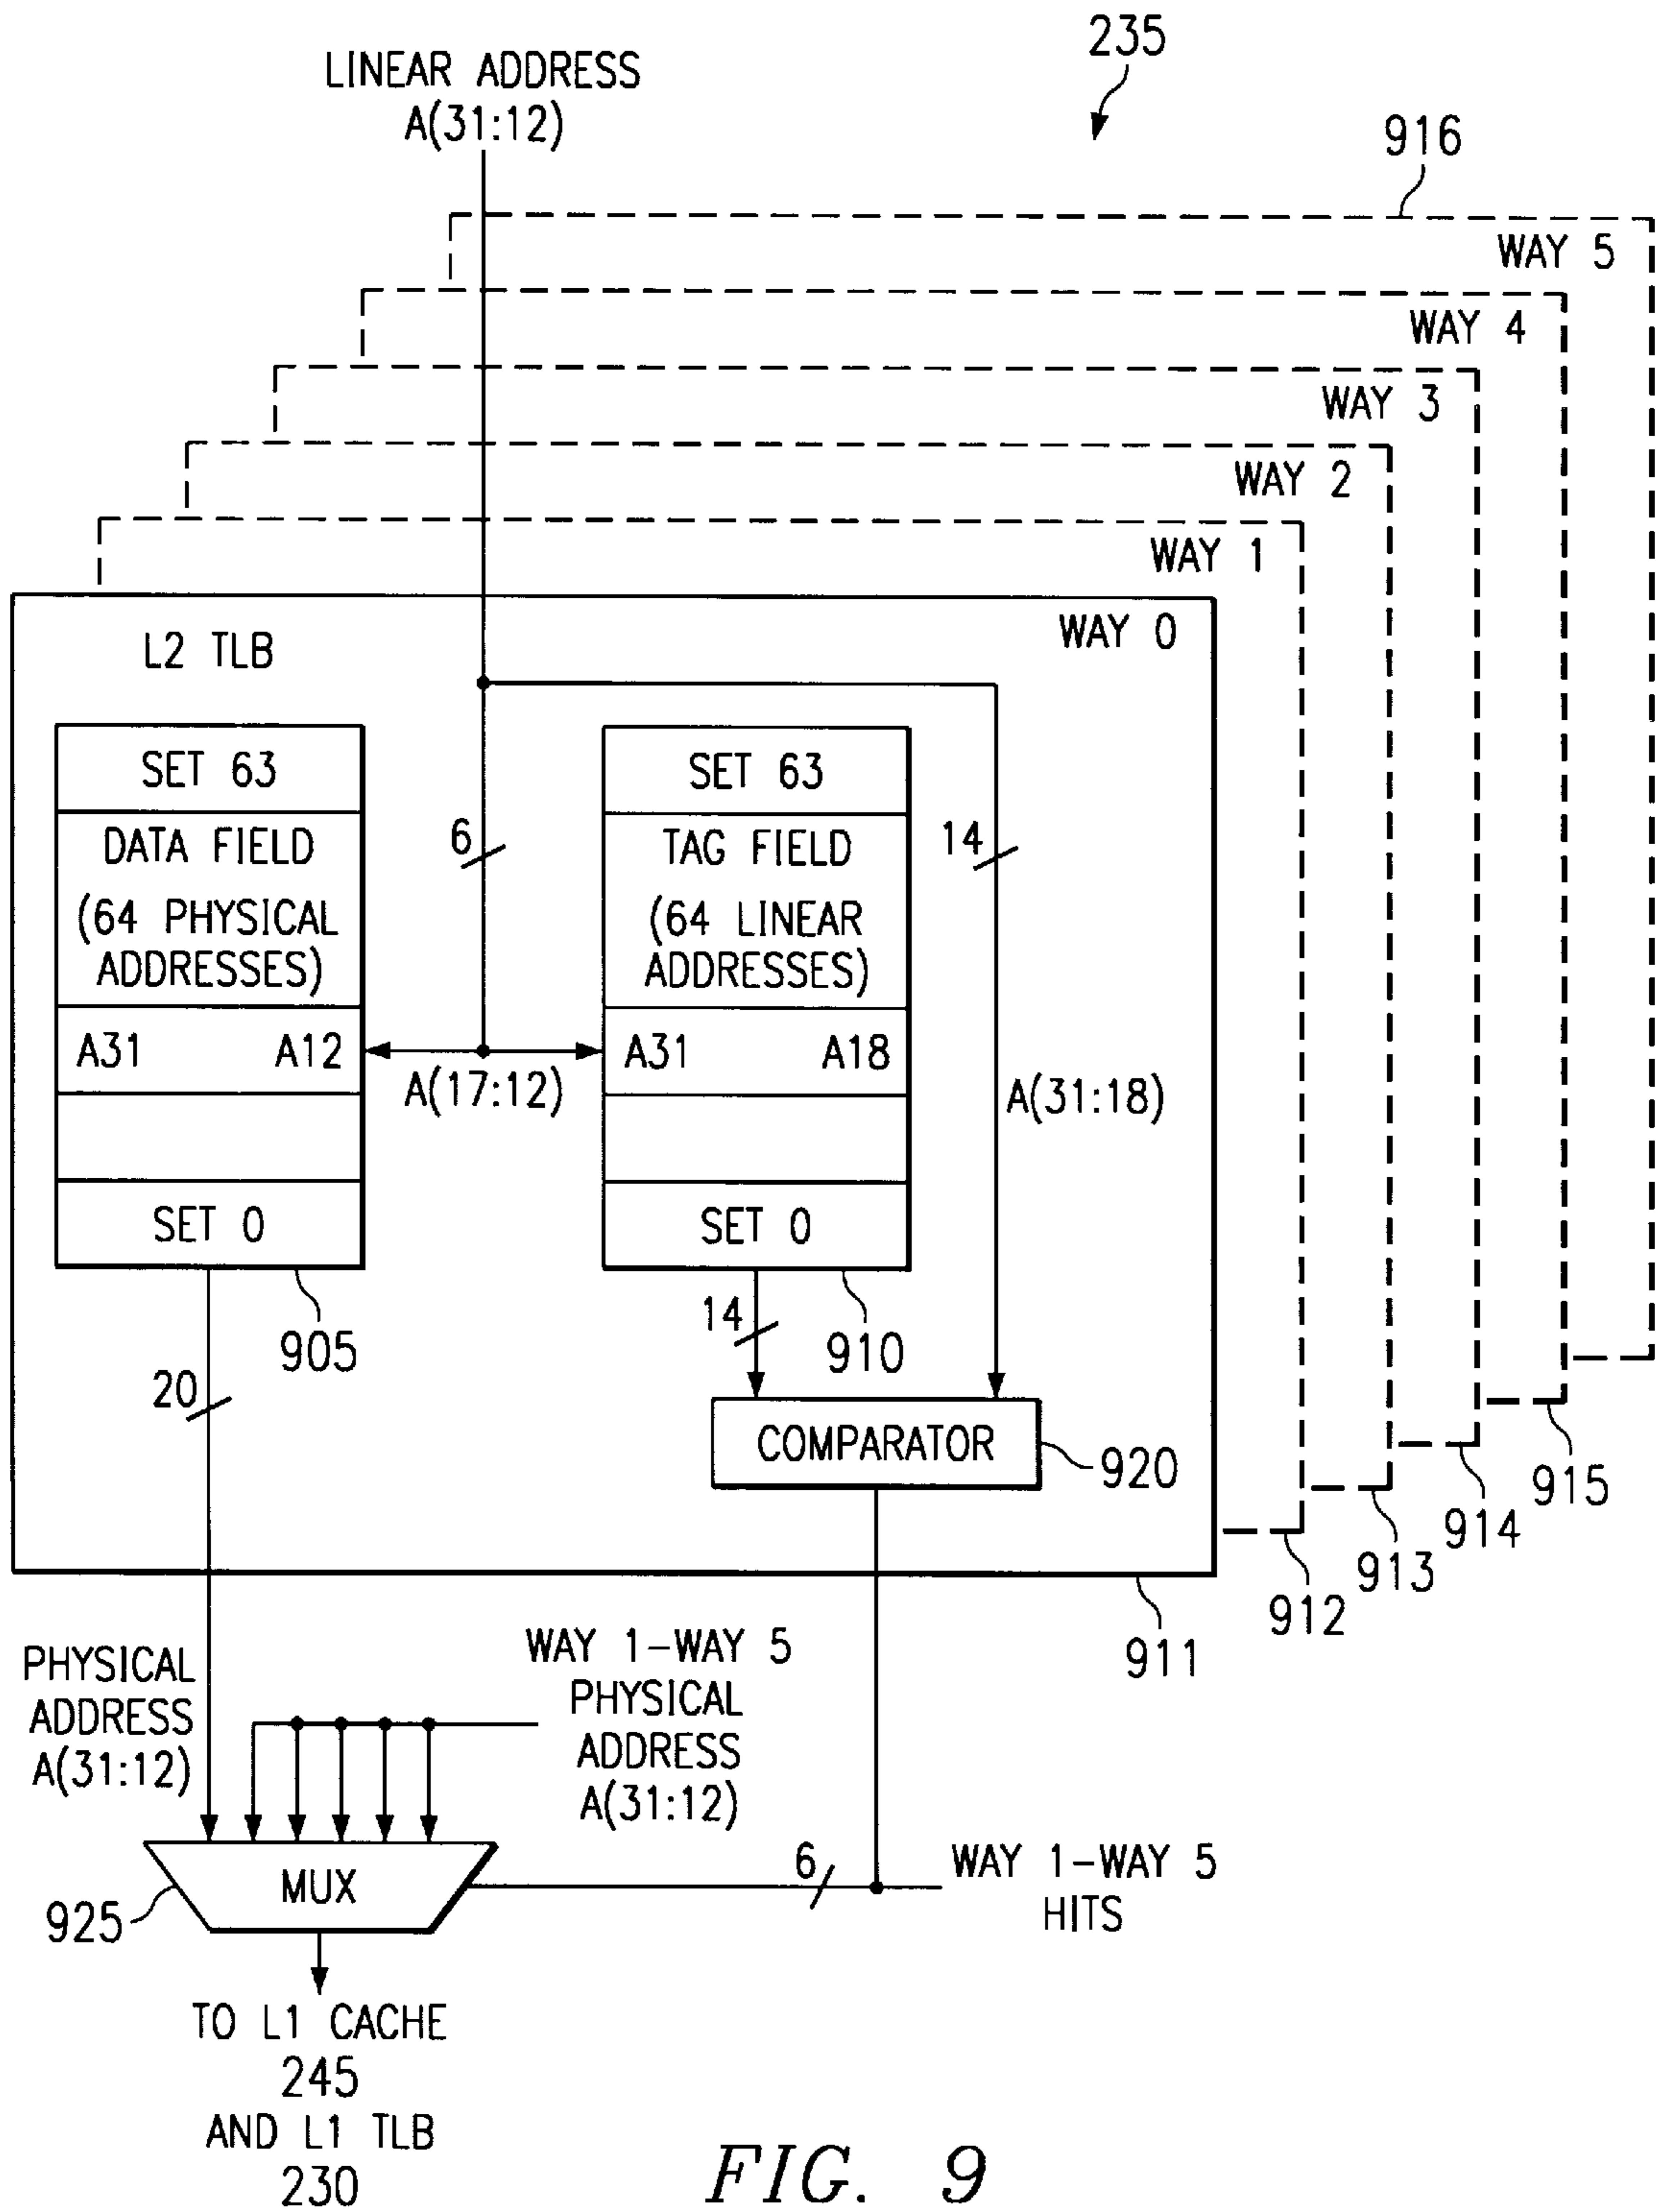 235
LINEAR ADDRESS
A(31:12)
916
WAY 5
WAY 4
WAY 3
WAY 2
WAY 1
WAY 0
L2 TLB
SET 63
DATA FIELD
(64 PHYSICAL
ADDRESSES)
A31 A12
SET 0
905
6
A(17:12)
SET 63
TAG FIELD
(64 LINEAR
ADDRESSES)
A31 A18
SET 0
910
14
A(31:18)
14
20
COMPARATOR
920
915
914
913
912
911
PHYSICAL
ADDRESS
A(31:12)
WAY 1-WAY 5
PHYSICAL
ADDRESS
A(31:12)
MUX
925
6
WAY 1-WAY 5
HITS
TO L1 CACHE
245
AND L1 TLB
230
FIG. 9